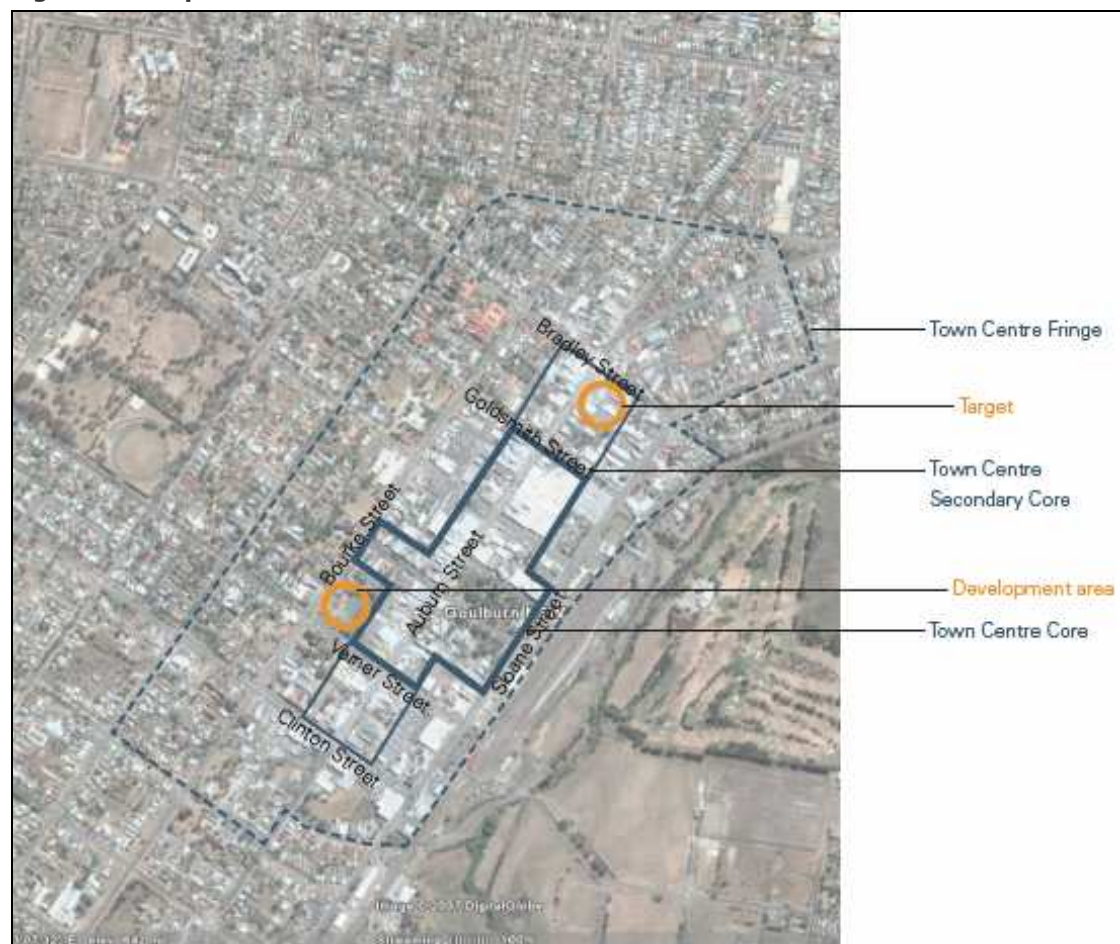 Bradley Street
Goldsmith Street
Bourke Street
Auburn Street
Goulburn
Verner Street
Sloane Street
Clinton Street
Town Centre Fringe
Target
Town Centre
Secondary Core
Development area
Town Centre Core
Image © 2007 DigitalGlobe